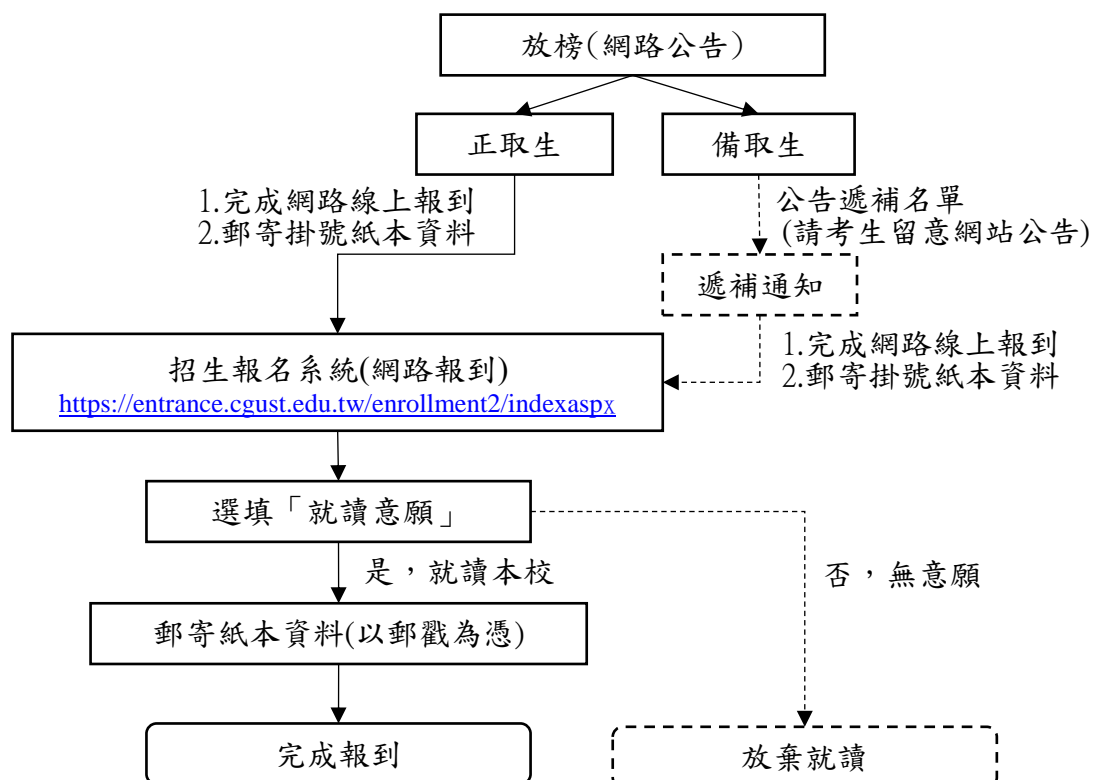 放榜(網路公告)
正取生
備取生
1.完成網路線上報到
2.郵寄掛號紙本資料
公告遞補名單
(請考生留意網站公告)
遞補通知
1.完成網路線上報到
2.郵寄掛號紙本資料
招生報名系統(網路報到)
https://entrance.cgust.edu.tw/enrollment2/indexaspx
選填「就讀意願」
是，就讀本校
否，無意願
郵寄紙本資料(以郵戳為憑)
完成報到
放棄就讀